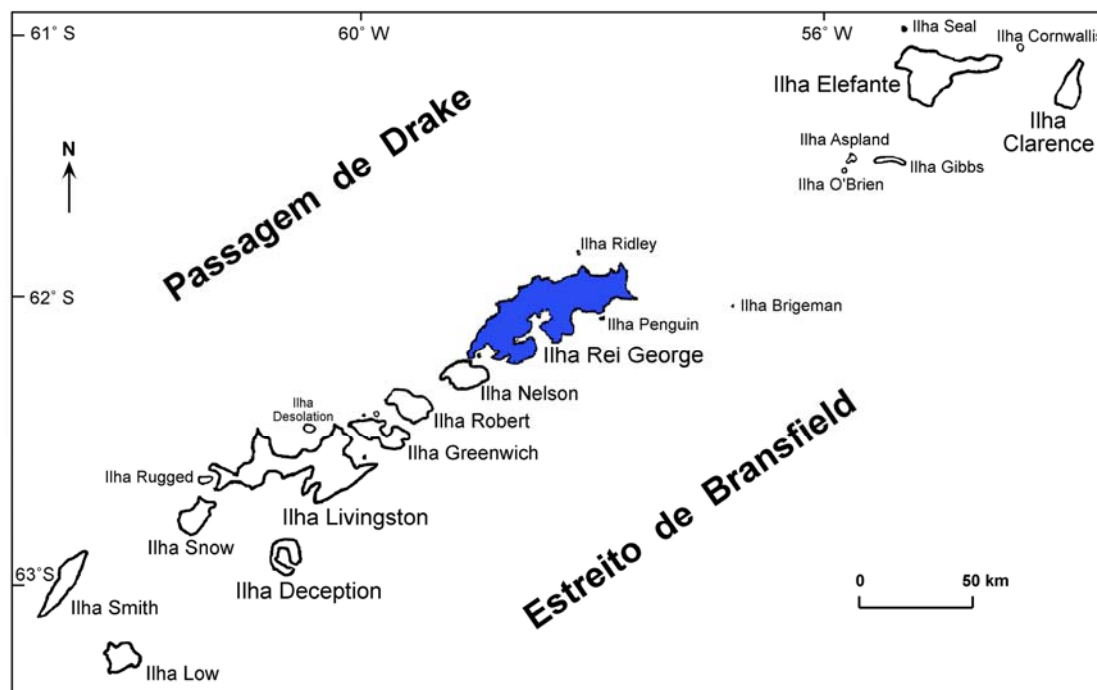 61° S
60° W
56° W
Ilha Seal
Ilha Cornwallis
Ilha Elefante
Ilha
Clarence
Ilha Aspland
Ilha Gibbs
Ilha O'Brien
N
Passagem de Drake
Ilha Ridley
62° S
Ilha Brigeman
Ilha Penguin
Ilha Rei George
Ilha Nelson
Ilha
Desolation
Ilha Robert
Ilha Greenwich
Ilha Rugged
Ilha Livingston
Ilha Snow
Estreito de Bransfield
63°S
Ilha Deception
0 50 km
Ilha Smith
Ilha Low